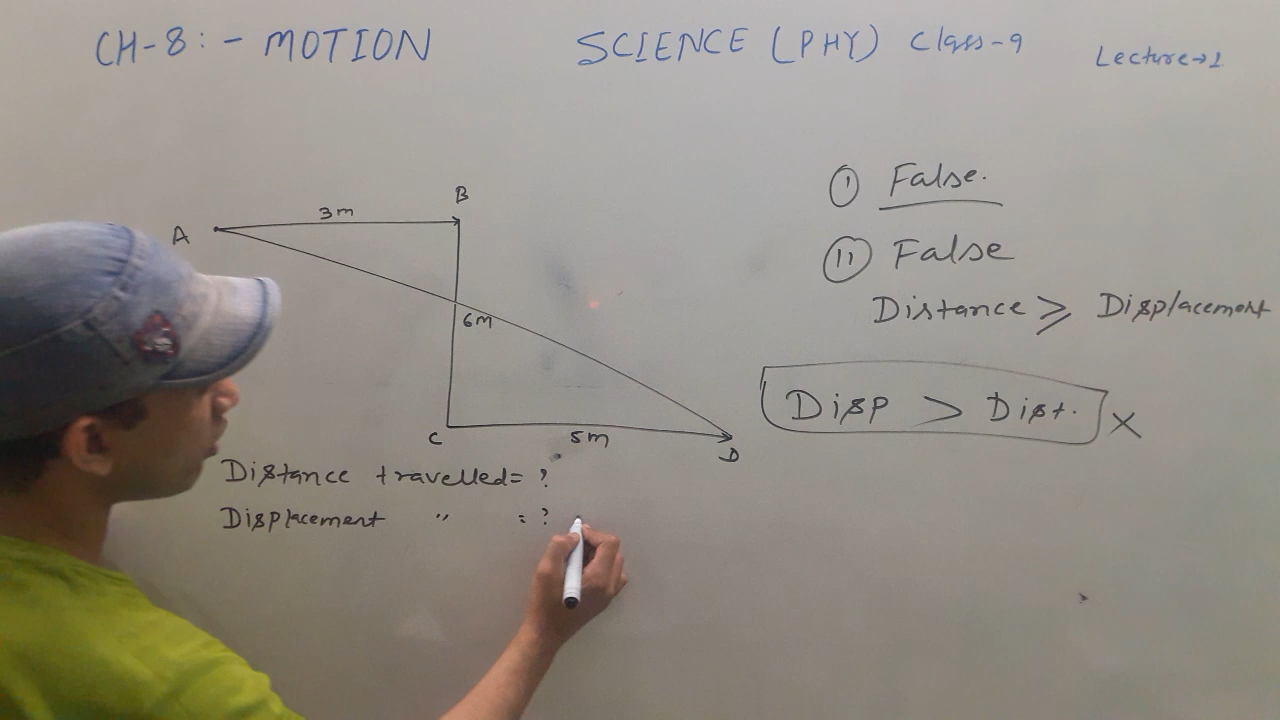 CH-8:- MOTION SCIENCE (PHY) Class-9 Lecture→1
A
3m
B
6m
C
5m
D
Distance travelled= ?
Displacement " = ?
(i) False.
(ii) False
Distance ⩾ Displacement
Disp > Dist. ×